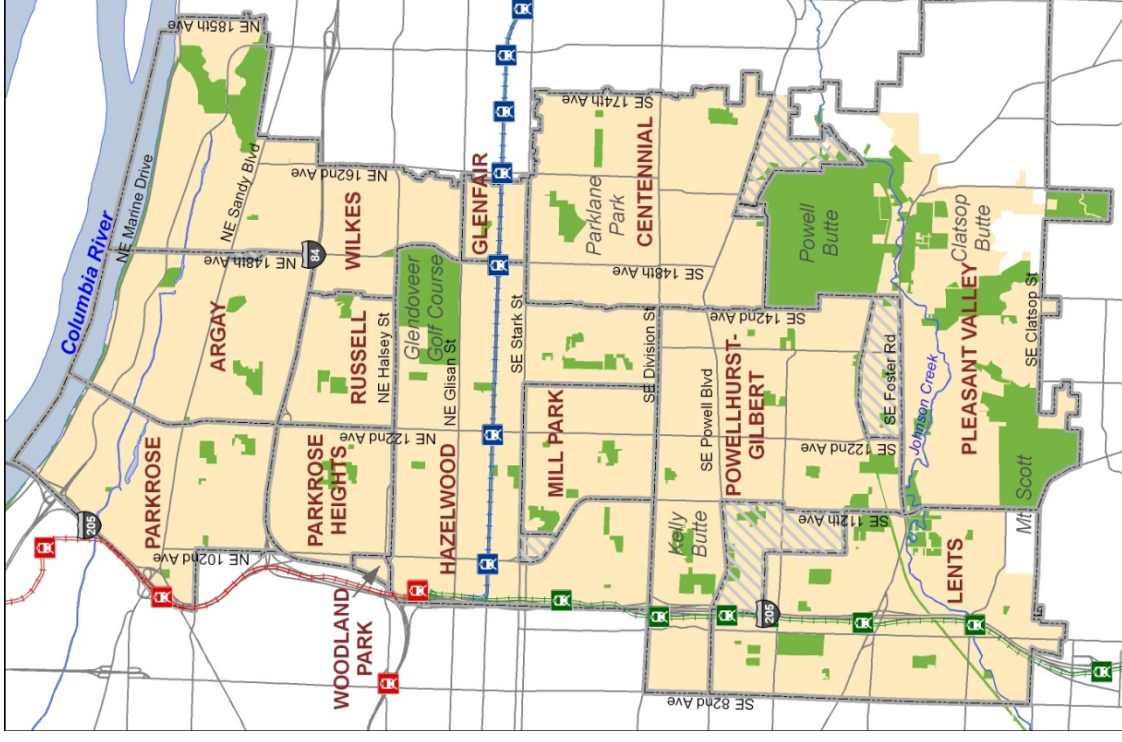 Columbia River
NE Marine Drive
NE 185th Ave
NE Sandy Blvd
205
PARKROSE
ARGAY
NE 148th Ave
84
WILKES
NE 162nd Ave
NE 102nd Ave
PARKROSE
HEIGHTS
RUSSELL
NE Halsey St
WOODLAND
PARK
NE 122nd Ave
Glendoveer
Golf Course
NE Glisan St
HAZELWOOD
GLENFAIR
SE Stark St
MILL PARK
Parklane
Park
CENTENNIAL
SE 174th Ave
SE 148th Ave
SE Division St
Kelly
Butte
SE Powell Blvd
POWELLHURST-
GILBERT
SE 142nd Ave
205
SE 82nd Ave
SE 112th Ave
SE 122nd Ave
Powell
Butte
SE Foster Rd
Johnson Creek
LENTS
PLEASANT VALLEY
Clatsop
Butte
Mt Scott
SE Clatsop St